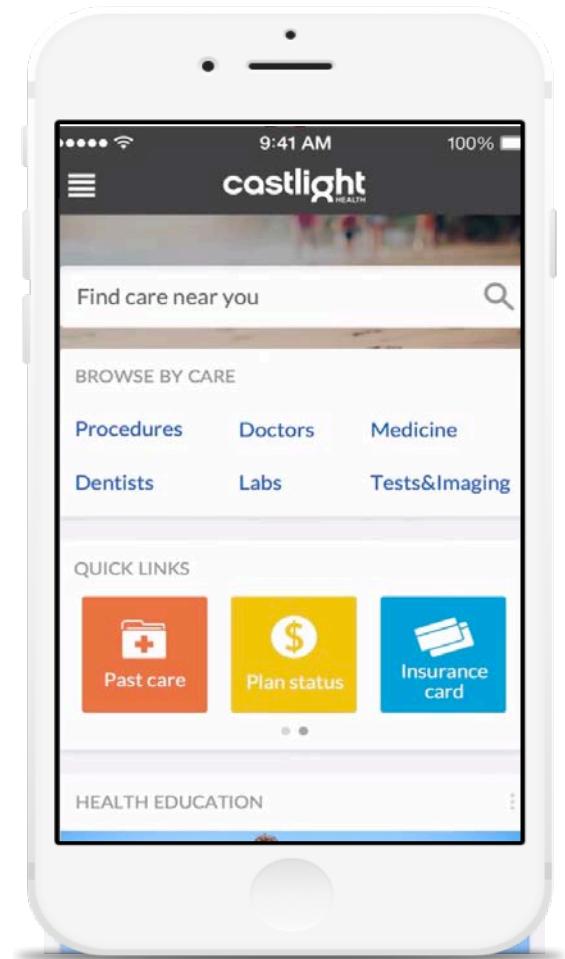 9:41 AM 100%
castlight
HEALTH
Find care near you
BROWSE BY CARE
Procedures Doctors Medicine
Dentists Labs Tests&Imaging
QUICK LINKS
$
Past care Plan status Insurance
card
HEALTH EDUCATION